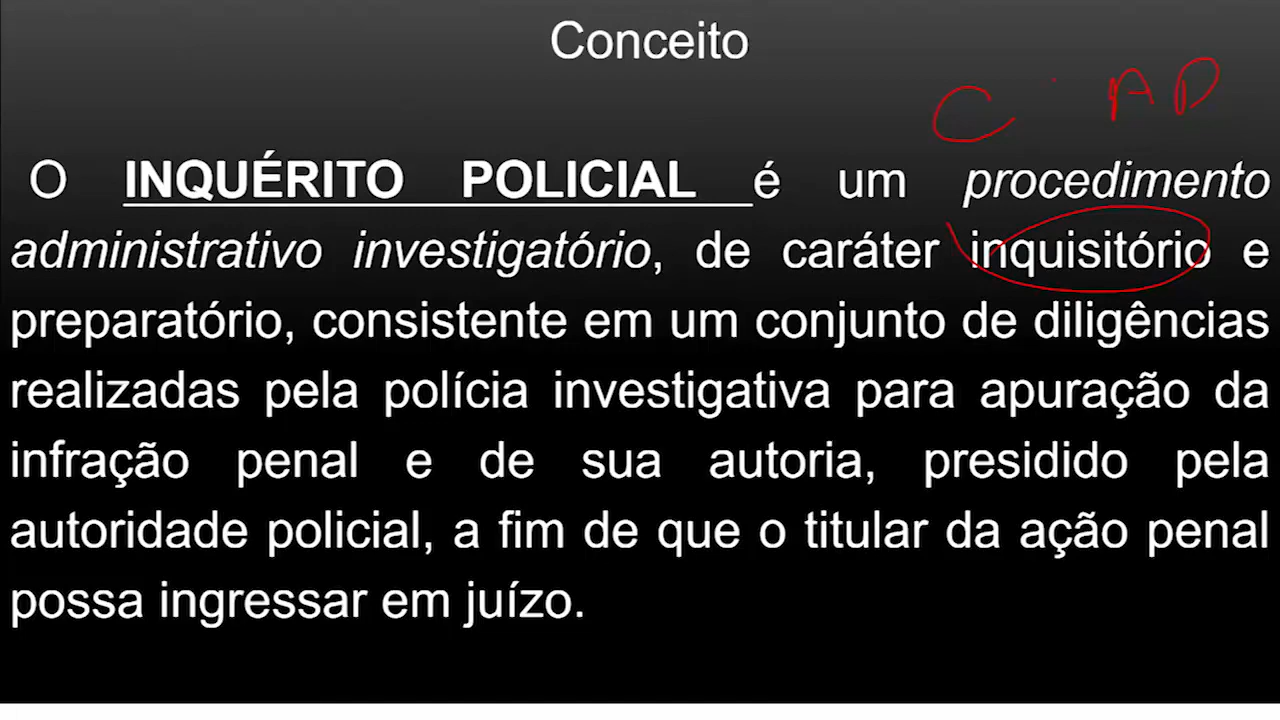 Conceito
C AD
O INQUÉRITO POLICIAL é um procedimento
administrativo investigatório, de caráter inquisitório e
preparatório, consistente em um conjunto de diligências
realizadas pela polícia investigativa para apuração da
infração penal e de sua autoria, presidido pela
autoridade policial, a fim de que o titular da ação penal
possa ingressar em juízo.